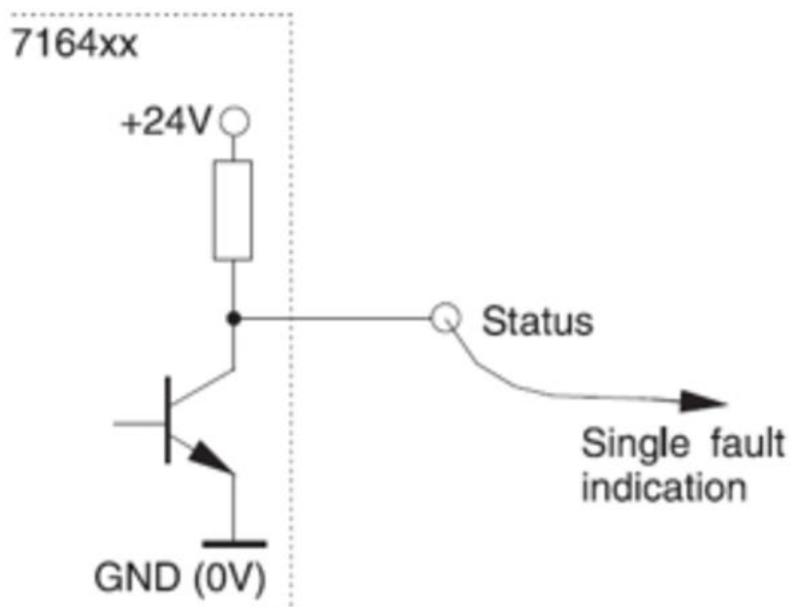 7164xx
+24V
Status
Single fault
indication
GND (0V)